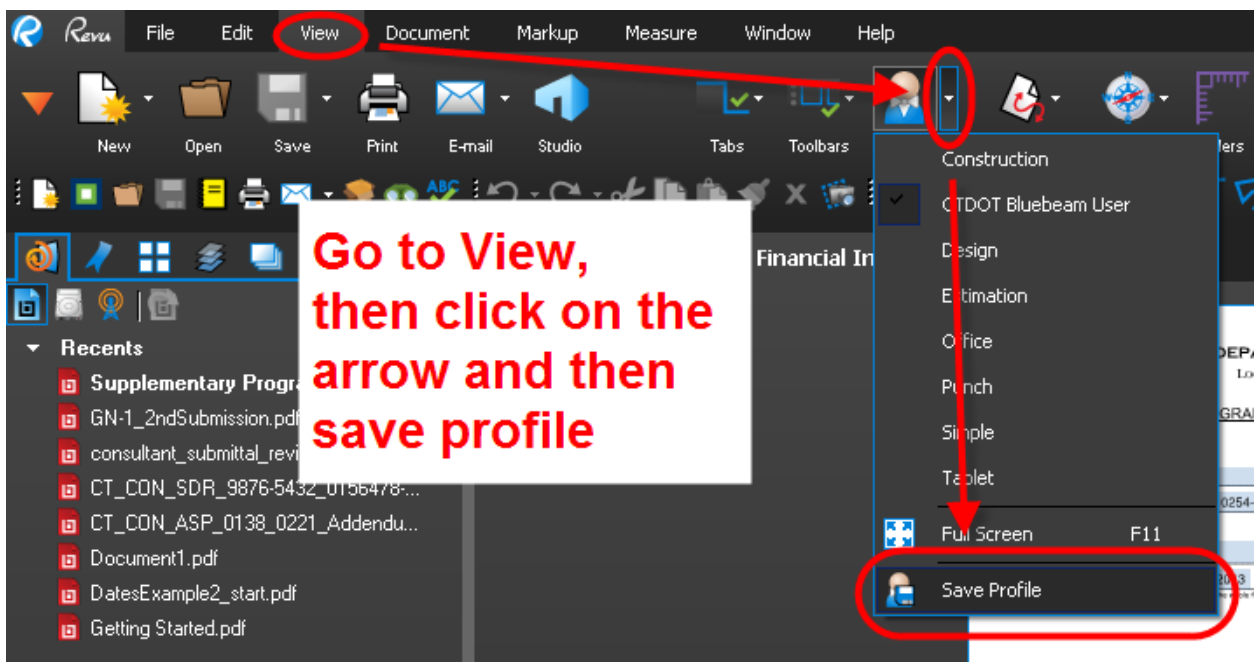 Revu File Edit View Document Markup Measure Window Help
New Open Save Print E-mail Studio Tabs Toolbars
ABC
Construction
CTDOT Bluebeam User
Design
Estimation
Office
Punch
Simple
Tablet
Full Screen F11
Save Profile
Go to View,
then click on the
arrow and then
save profile
Financial
Recents
Supplementary
GN-1_2ndSubmission.pdf
CT_CON_SDR_9876-5432_0156478-...
CT_CON_ASP_0138_0221_Addendu...
Document1.pdf
DatesExample2_start.pdf
Getting Started.pdf
0254-